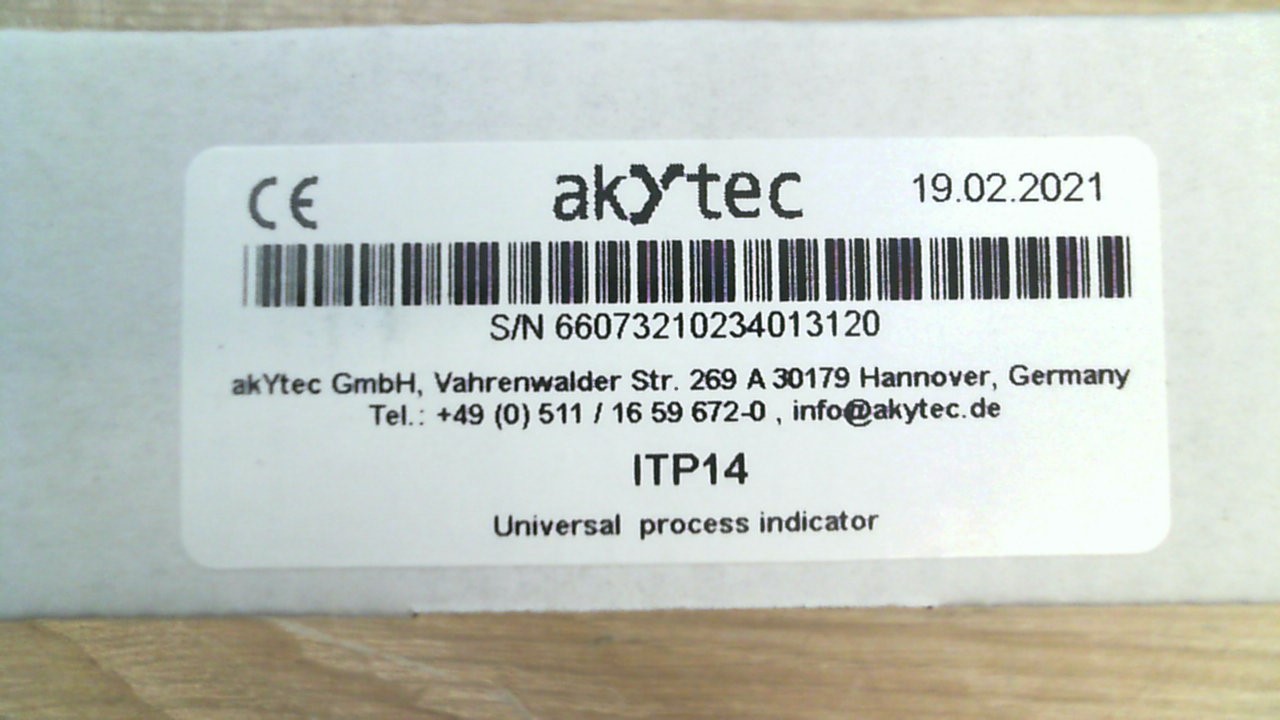 CE akYtec 19.02.2021
S/N 66073210234013120
akYtec GmbH, Vahrenwalder Str. 269 A 30179 Hannover, Germany
Tel.: +49 (0) 511 / 16 59 672-0 , info@akytec.de
ITP14
Universal process indicator